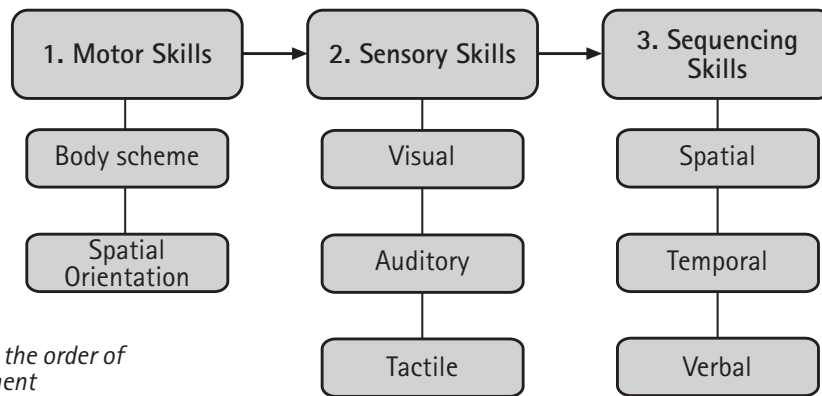 1. Motor Skills
2. Sensory Skills
3. Sequencing
Skills
Body scheme
Visual
Spatial
Spatial
Orientation
Auditory
Temporal
Tactile
Verbal
the order of
ment